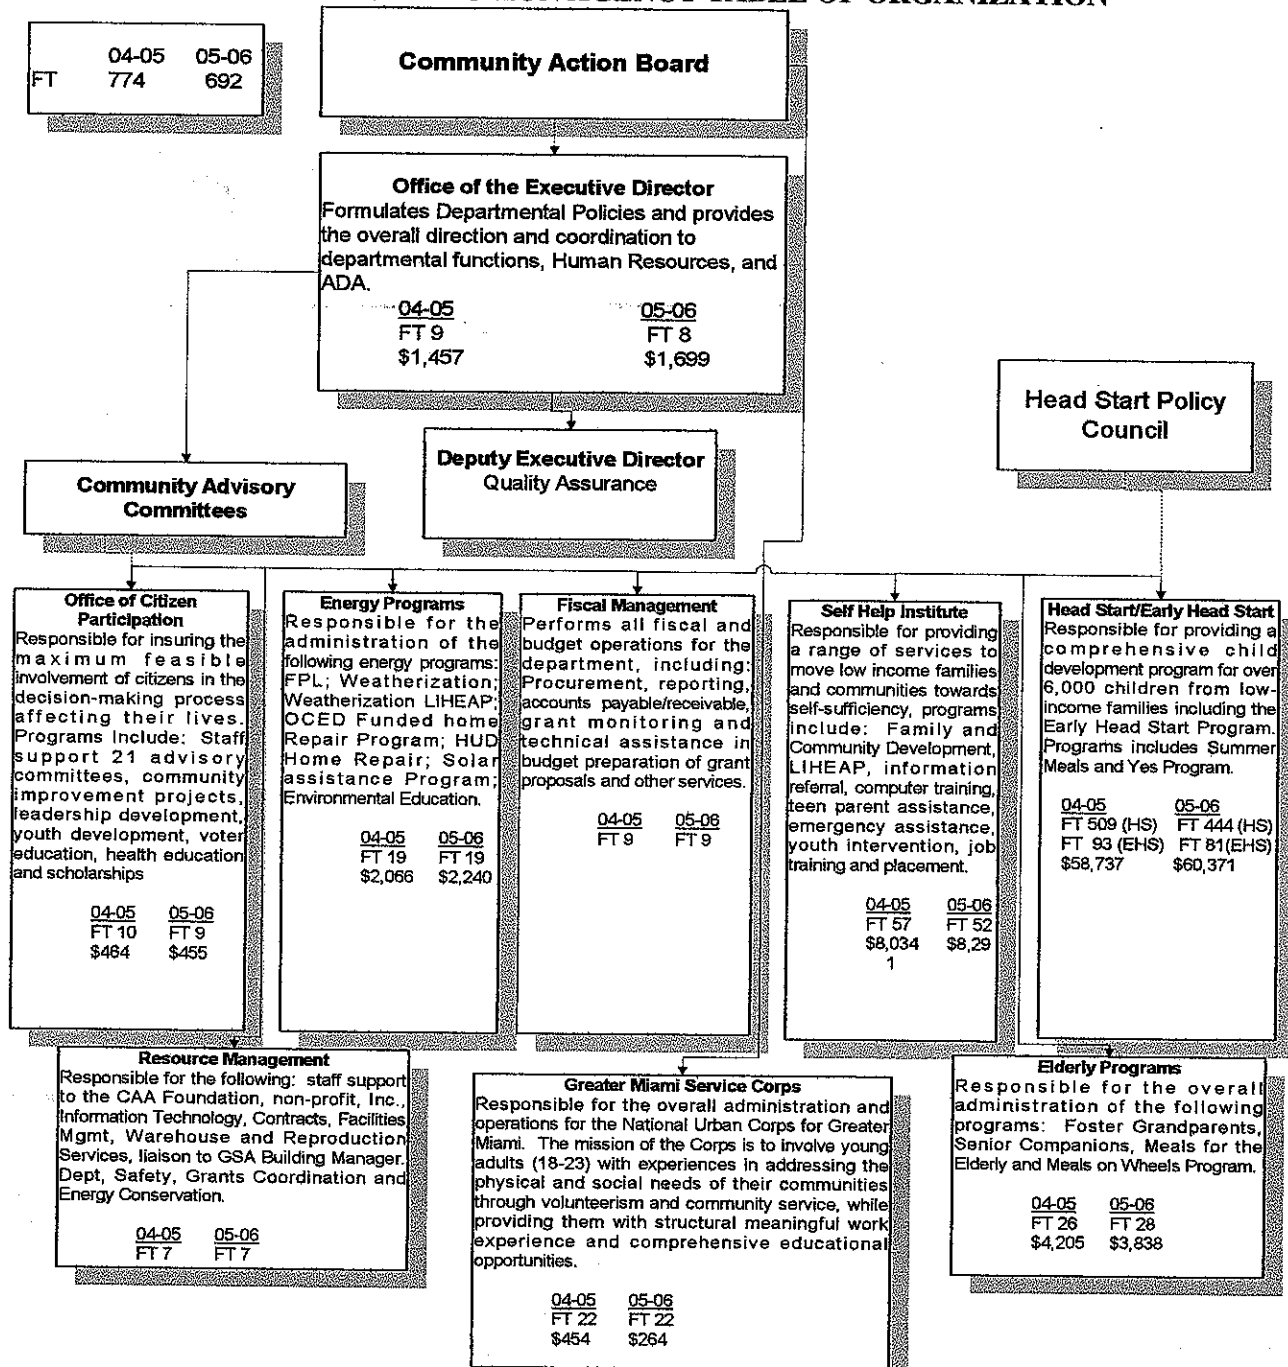 TABLE OF ORGANIZATION
04-05 05-06
FT 774 692
Community Action Board
Office of the Executive Director
Formulates Departmental Policies and provides
the overall direction and coordination to
departmental functions, Human Resources, and
ADA.
04-05 05-06
FT 9 FT 8
$1,457 $1,699
Head Start Policy
Council
Deputy Executive Director
Quality Assurance
Community Advisory
Committees
Office of Citizen
Participation
Responsible for insuring the
maximum feasible
involvement of citizens in the
decision-making process
affecting their lives.
Programs Include: Staff
support 21 advisory
committees, community
improvement projects,
leadership development,
youth development, voter
education, health education
and scholarships
04-05 05-06
FT 10 FT 9
$464 $455
Energy Programs
Responsible for the
administration of the
following energy programs:
FPL; Weatherization;
Weatherization LIHEAP;
OCED Funded home
Repair Program; HUD
Home Repair; Solar
assistance Program;
Environmental Education.
04-05 05-06
FT 19 FT 19
$2,066 $2,240
Fiscal Management
Performs all fiscal and
budget operations for the
department, including:
Procurement, reporting,
accounts payable/receivable,
grant monitoring and
technical assistance in
budget preparation of grant
proposals and other services.
04-05 05-06
FT 9 FT 9
Self Help Institute
Responsible for providing
a range of services to
move low income families
and communities towards
self-sufficiency, programs
include: Family and
Community Development,
LIHEAP, information
referral, computer training,
teen parent assistance,
emergency assistance,
youth intervention, job
training and placement.
04-05 05-06
FT 57 FT 52
$8,034 $8,29
1
Head Start/Early Head Start
Responsible for providing a
comprehensive child
development program for over
6,000 children from low-
income families including the
Early Head Start Program.
Programs includes Summer
Meals and Yes Program.
04-05 05-06
FT 509 (HS) FT 444 (HS)
FT 93 (EHS) FT 81(EHS)
$58,737 $60,371
Resource Management
Responsible for the following: staff support
to the CAA Foundation, non-profit, Inc.,
Information Technology, Contracts, Facilities
Mgmt, Warehouse and Reproduction
Services, liaison to GSA Building Manager.
Dept, Safety, Grants Coordination and
Energy Conservation.
04-05 05-06
FT 7 FT 7
Greater Miami Service Corps
Responsible for the overall administration and
operations for the National Urban Corps for Greater
Miami. The mission of the Corps is to involve young
adults (18-23) with experiences in addressing the
physical and social needs of their communities
through volunteerism and community service, while
providing them with structural meaningful work
experience and comprehensive educational
opportunities.
04-05 05-06
FT 22 FT 22
$454 $264
Elderly Programs
Responsible for the overall
administration of the following
programs: Foster Grandparents,
Senior Companions, Meals for the
Elderly and Meals on Wheels Program.
04-05 05-06
FT 26 FT 28
$4,205 $3,838